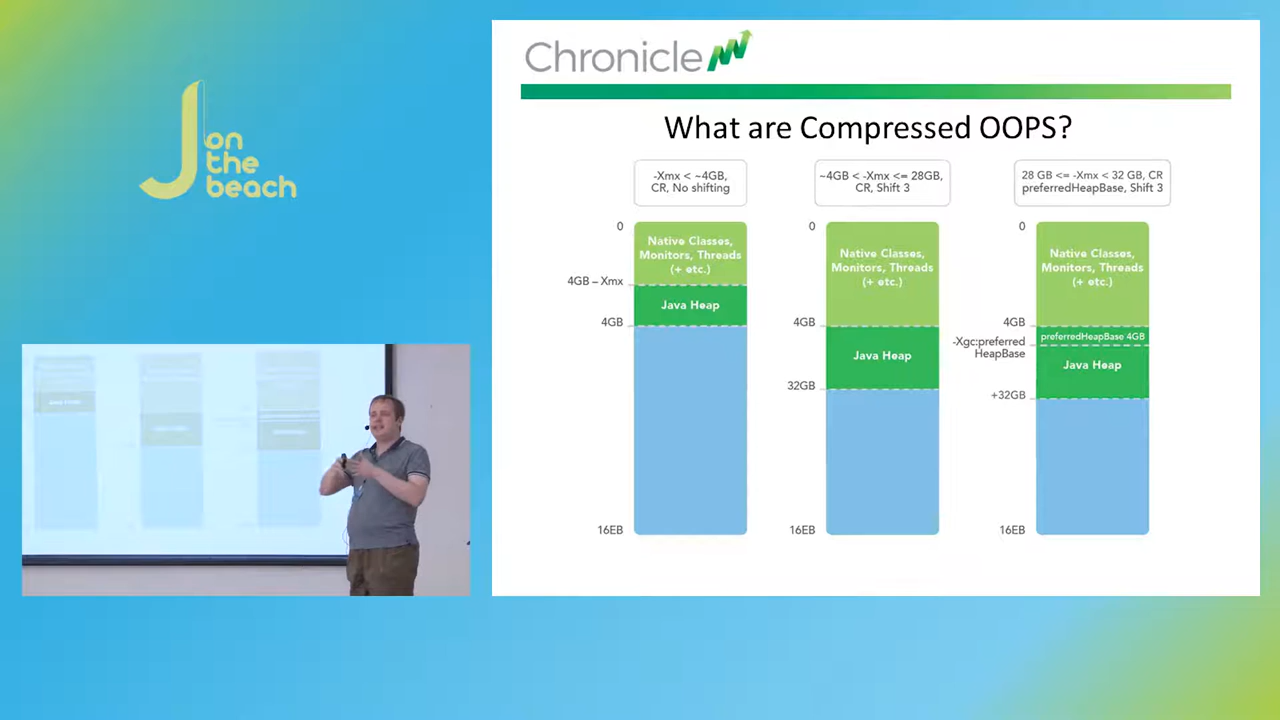 J on
the
beach
Chronicle
What are Compressed OOPS?
-Xmx < ~4GB,
CR, No shifting
~4GB < -Xmx <= 28GB,
CR, Shift 3
28 GB <= -Xmx < 32 GB, CR
preferredHeapBase, Shift 3
0
Native Classes,
Monitors, Threads
(+ etc.)
4GB – Xmx
Java Heap
4GB
16EB
0
Native Classes,
Monitors, Threads
(+ etc.)
4GB
Java Heap
32GB
16EB
0
Native Classes,
Monitors, Threads
(+ etc.)
4GB
preferredHeapBase 4GB
-Xgc:preferred
HeapBase
Java Heap
+32GB
16EB